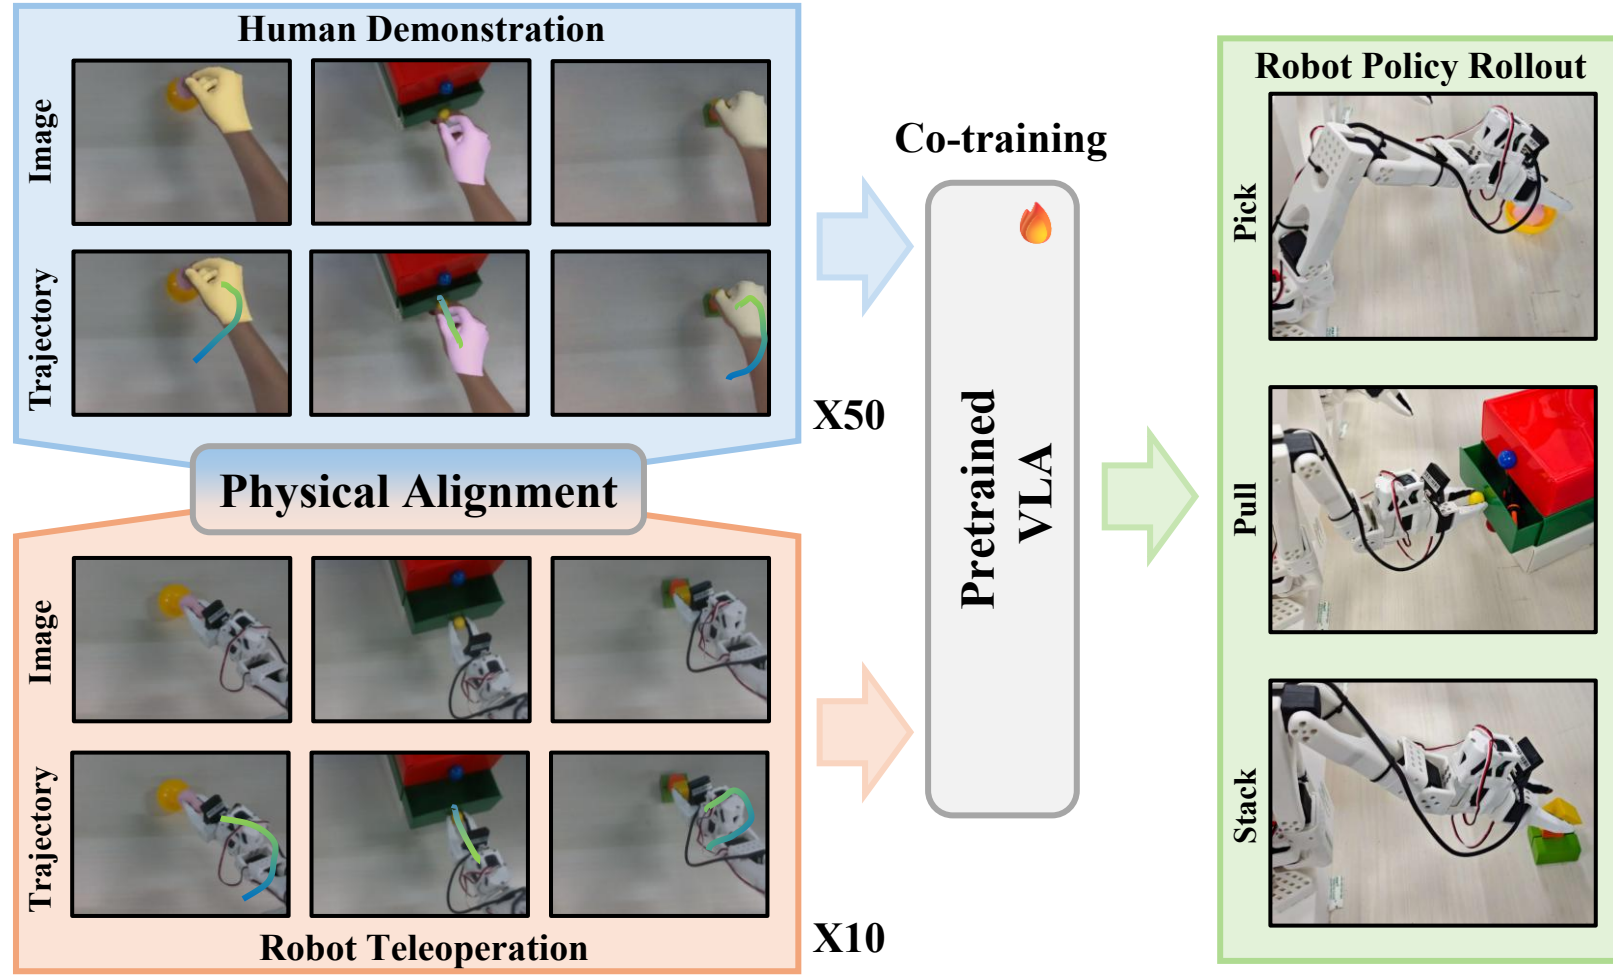 Human Demonstration
Image
Trajectory
X50
Physical Alignment
Image
Trajectory
Robot Teleoperation
X10
Co-training
Pretrained
VLA
Robot Policy Rollout
Pick
Pull
Stack